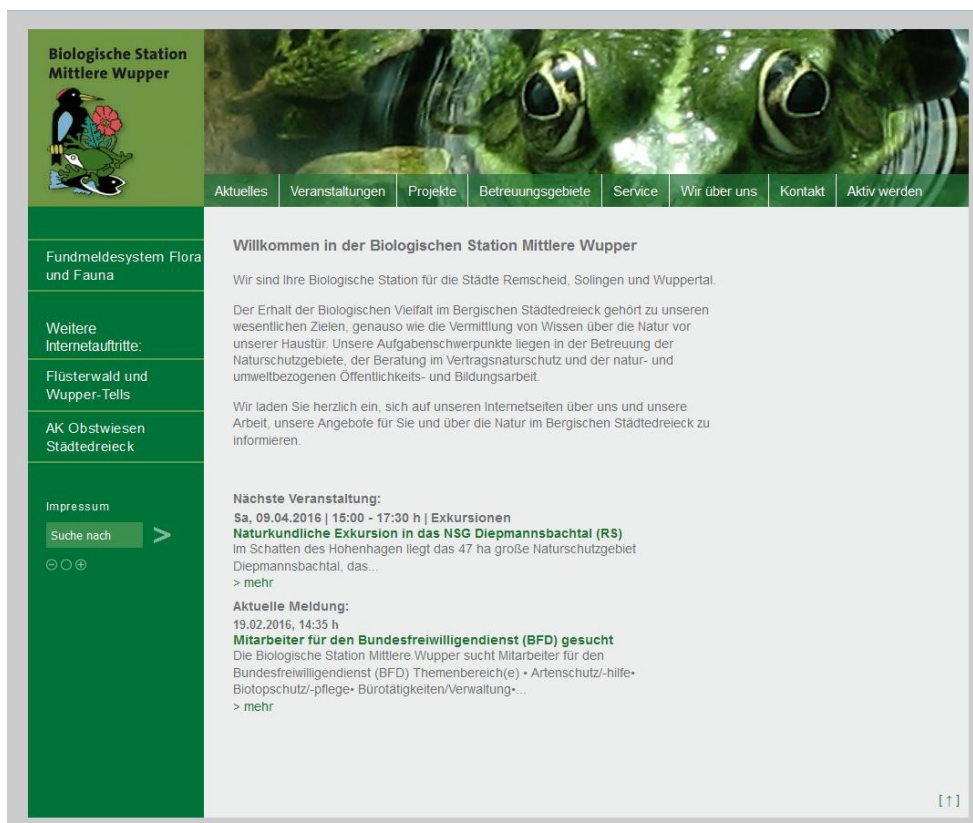 Biologische Station
Mittlere Wupper
Aktuelles
Veranstaltungen
Projekte
Betreuungsgebiete
Service
Wir über uns
Kontakt
Aktiv werden
Fundmeldesystem Flora
und Fauna
Weitere
Internetauftritte:
Flüsterwald und
Wupper-Tells
AK Obstwiesen
Städtedreieck
Impressum
Suche nach >
Willkommen in der Biologischen Station Mittlere Wupper
Wir sind Ihre Biologische Station für die Städte Remscheid, Solingen und Wuppertal.
Der Erhalt der Biologischen Vielfalt im Bergischen Städtedreieck gehört zu unseren
wesentlichen Zielen, genauso wie die Vermittlung von Wissen über die Natur vor
unserer Haustür. Unsere Aufgabenschwerpunkte liegen in der Betreuung der
Naturschutzgebiete, der Beratung im Vertragsnaturschutz und der natur- und
umweltbezogenen Öffentlichkeits- und Bildungsarbeit.
Wir laden Sie herzlich ein, sich auf unseren Internetseiten über uns und unsere
Arbeit, unsere Angebote für Sie und über die Natur im Bergischen Städtedreieck zu
informieren.
Nächste Veranstaltung:
Sa, 09.04.2016 | 15:00 - 17:30 h | Exkursionen
Naturkundliche Exkursion in das NSG Diepmannsbachtal (RS)
Im Schatten des Hohenhagen liegt das 47 ha große Naturschutzgebiet
Diepmannsbachtal, das...
> mehr
Aktuelle Meldung:
19.02.2016, 14:35 h
Mitarbeiter für den Bundesfreiwilligendienst (BFD) gesucht
Die Biologische Station Mittlere Wupper sucht Mitarbeiter für den
Bundesfreiwilligendienst (BFD) Themenbereich(e) • Artenschutz/-hilfe•
Biotopschutz/-pflege• Bürotätigkeiten/Verwaltung•...
> mehr
[ ↑ ]